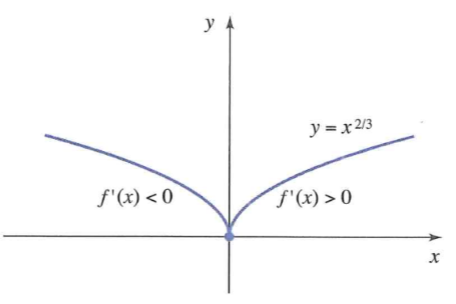 y
y = x^{2/3}
f'(x) < 0
f'(x) > 0
x